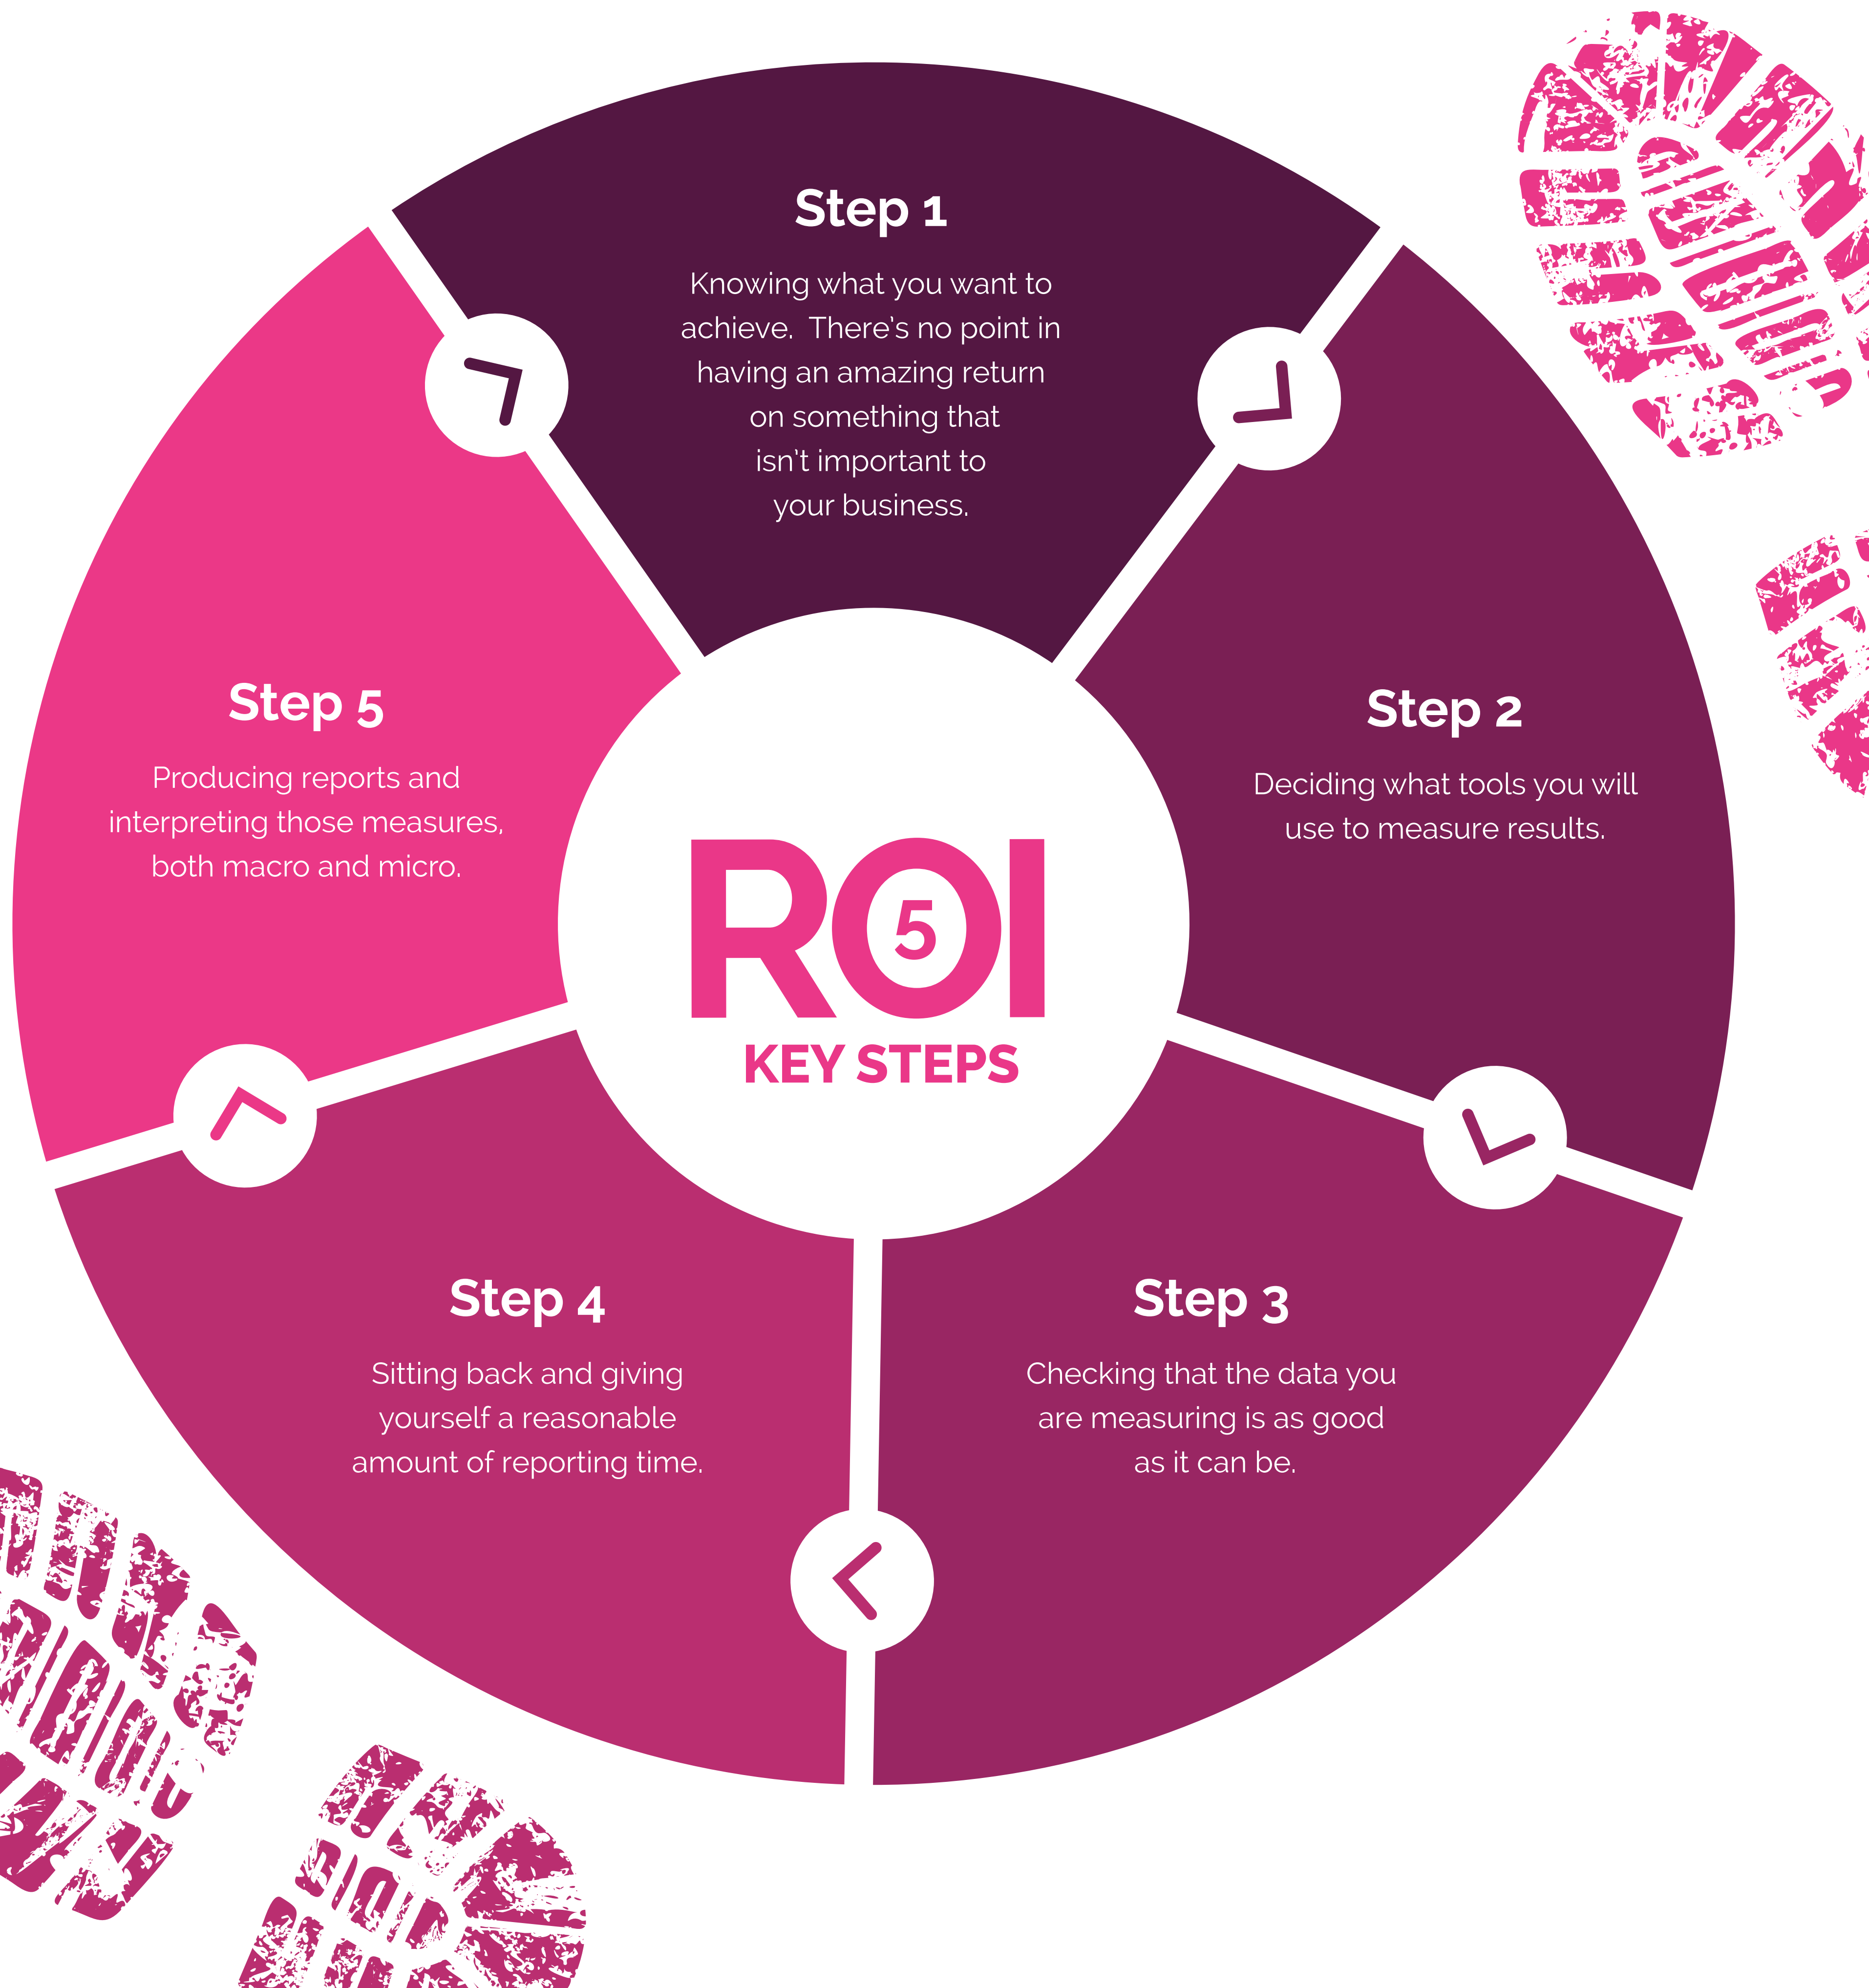 Step 1
Knowing what you want to
achieve.  There's no point in
having an amazing return
on something that
isn't important to
your business.
Step 2
Deciding what tools you will
use to measure results.
Step 3
Checking that the data you
are measuring is as good
as it can be.
Step 4
Sitting back and giving
yourself a reasonable
amount of reporting time.
Step 5
Producing reports and
interpreting those measures,
both macro and micro.
ROI
5
KEY STEPS